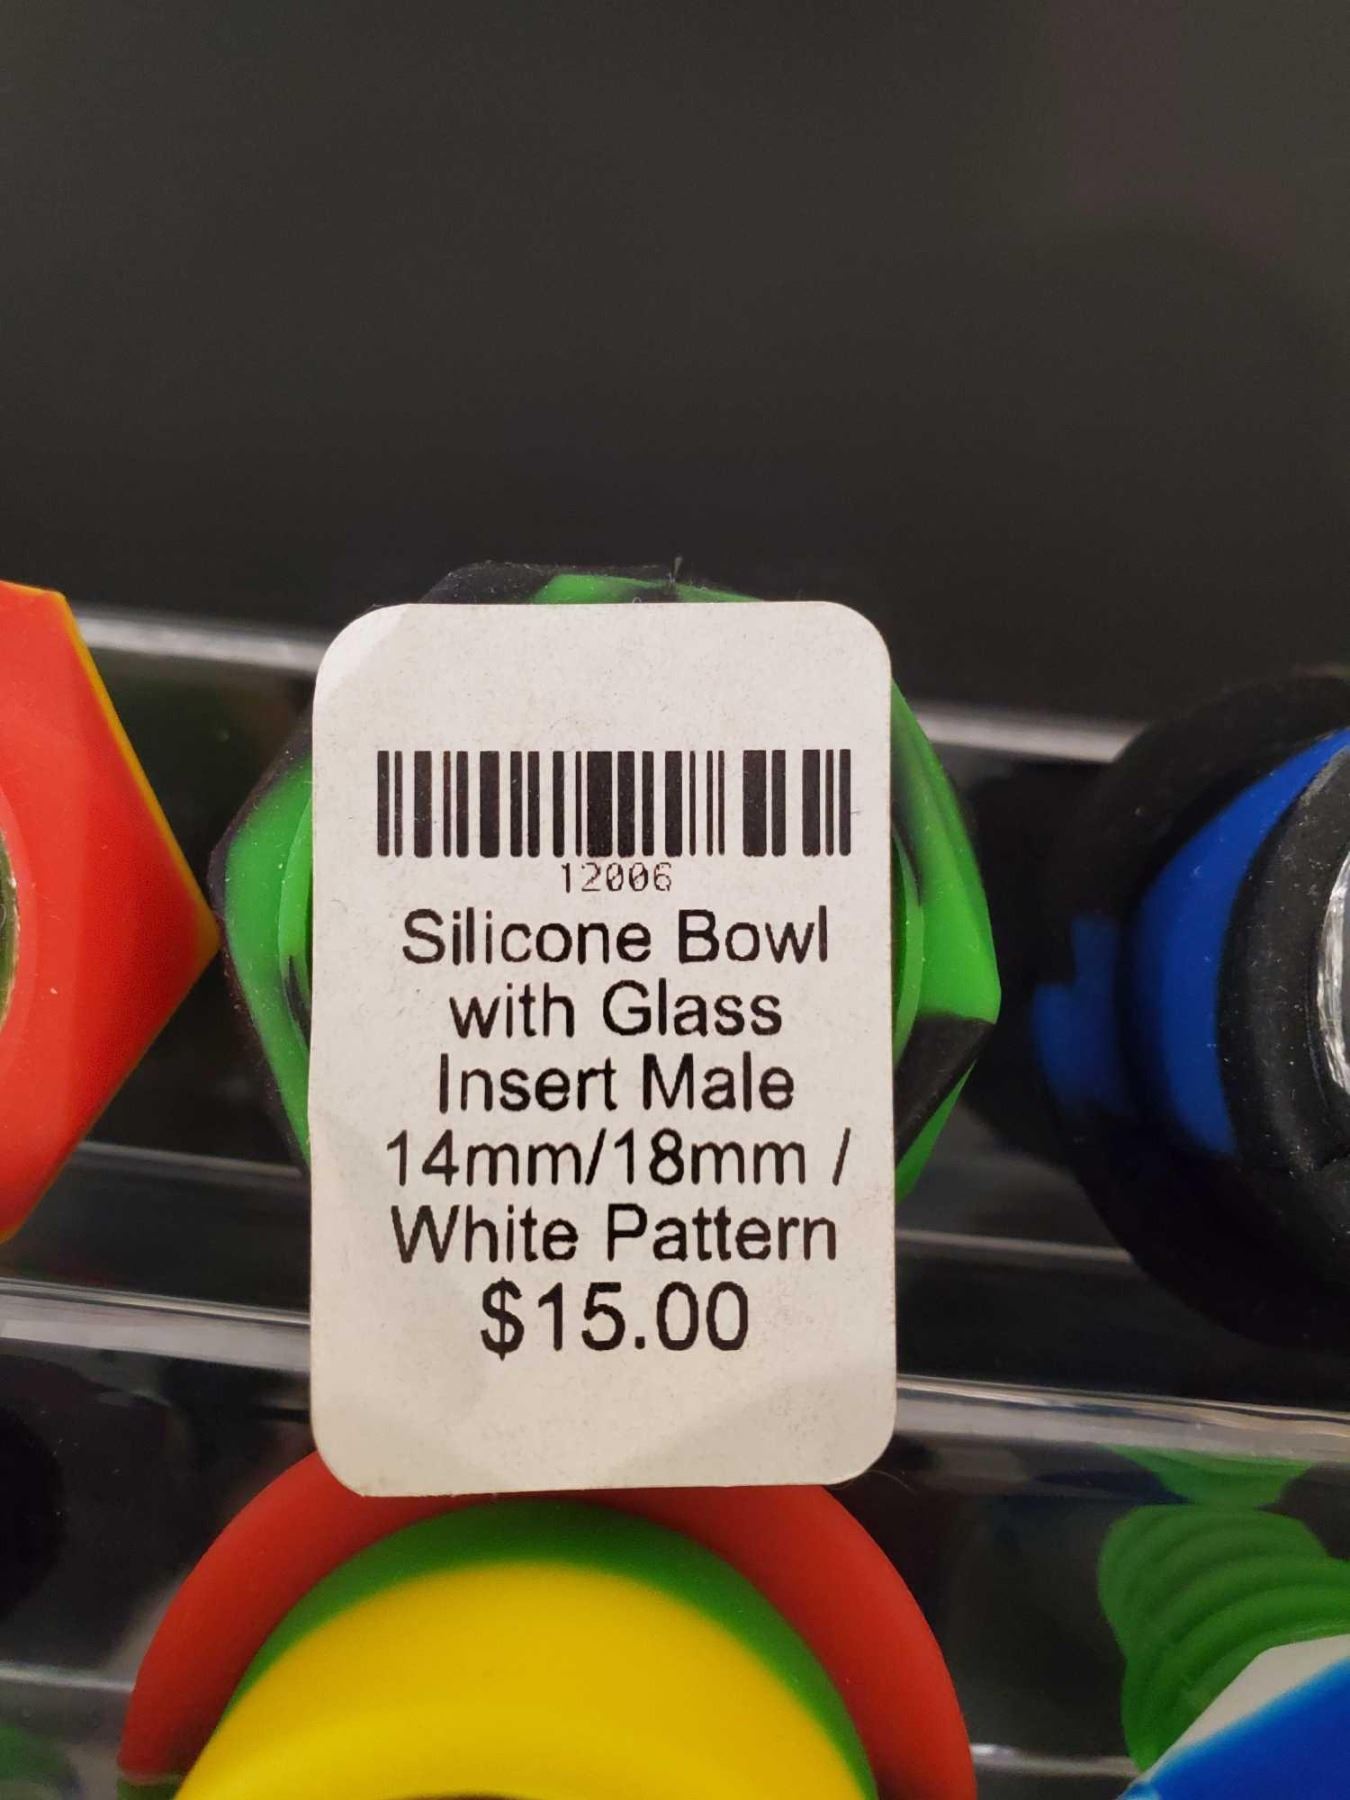 12006
Silicone Bowl
with Glass
Insert Male
14mm/18mm /
White Pattern
$15.00